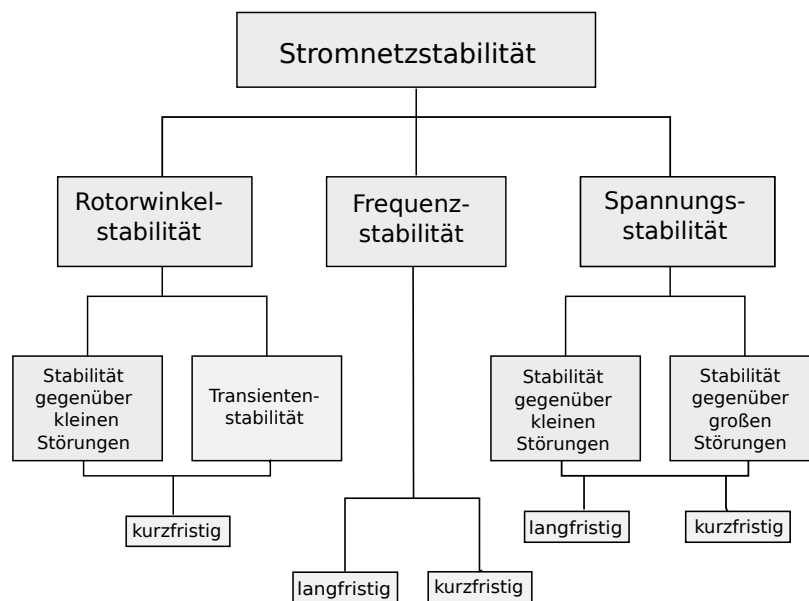 Stromnetzstabilität
Rotorwinkel-
stabilität
Frequenz-
stabilität
Spannungs-
stabilität
Stabilität
gegenüber
kleinen
Störungen
Transienten-
stabilität
Stabilität
gegenüber
kleinen
Störungen
Stabilität
gegenüber
großen
Störungen
kurzfristig
langfristig
kurzfristig
langfristig
kurzfristig